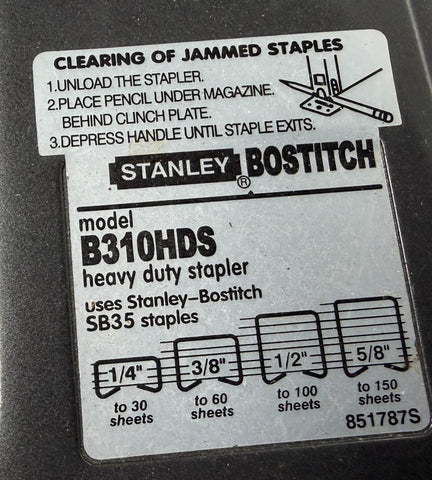 CLEARING OF JAMMED STAPLES
1.UNLOAD THE STAPLER.
2.PLACE PENCIL UNDER MAGAZINE.
BEHIND CLINCH PLATE.
3.DEPRESS HANDLE UNTIL STAPLE EXITS.
STANLEY® BOSTITCH
model
B310HDS
heavy duty stapler
uses Stanley-Bostitch
SB35 staples
1/4" 3/8" 1/2" 5/8"
to 30 sheets to 60 sheets to 100 sheets to 150 sheets
851787S